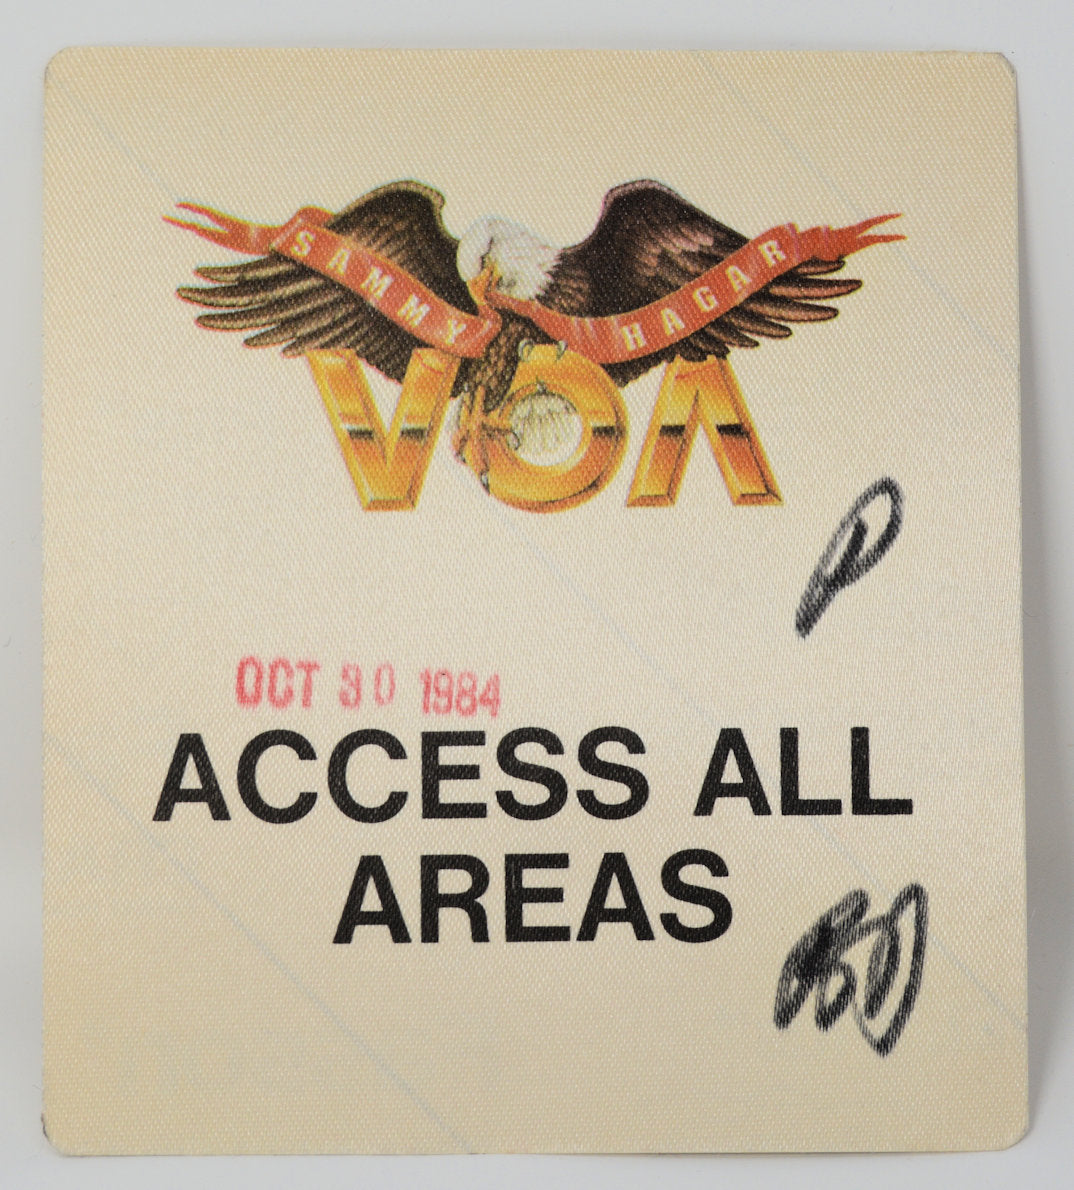 SAMMY HAGAR
VOA
P
OCT 30 1984
ACCESS ALL
AREAS